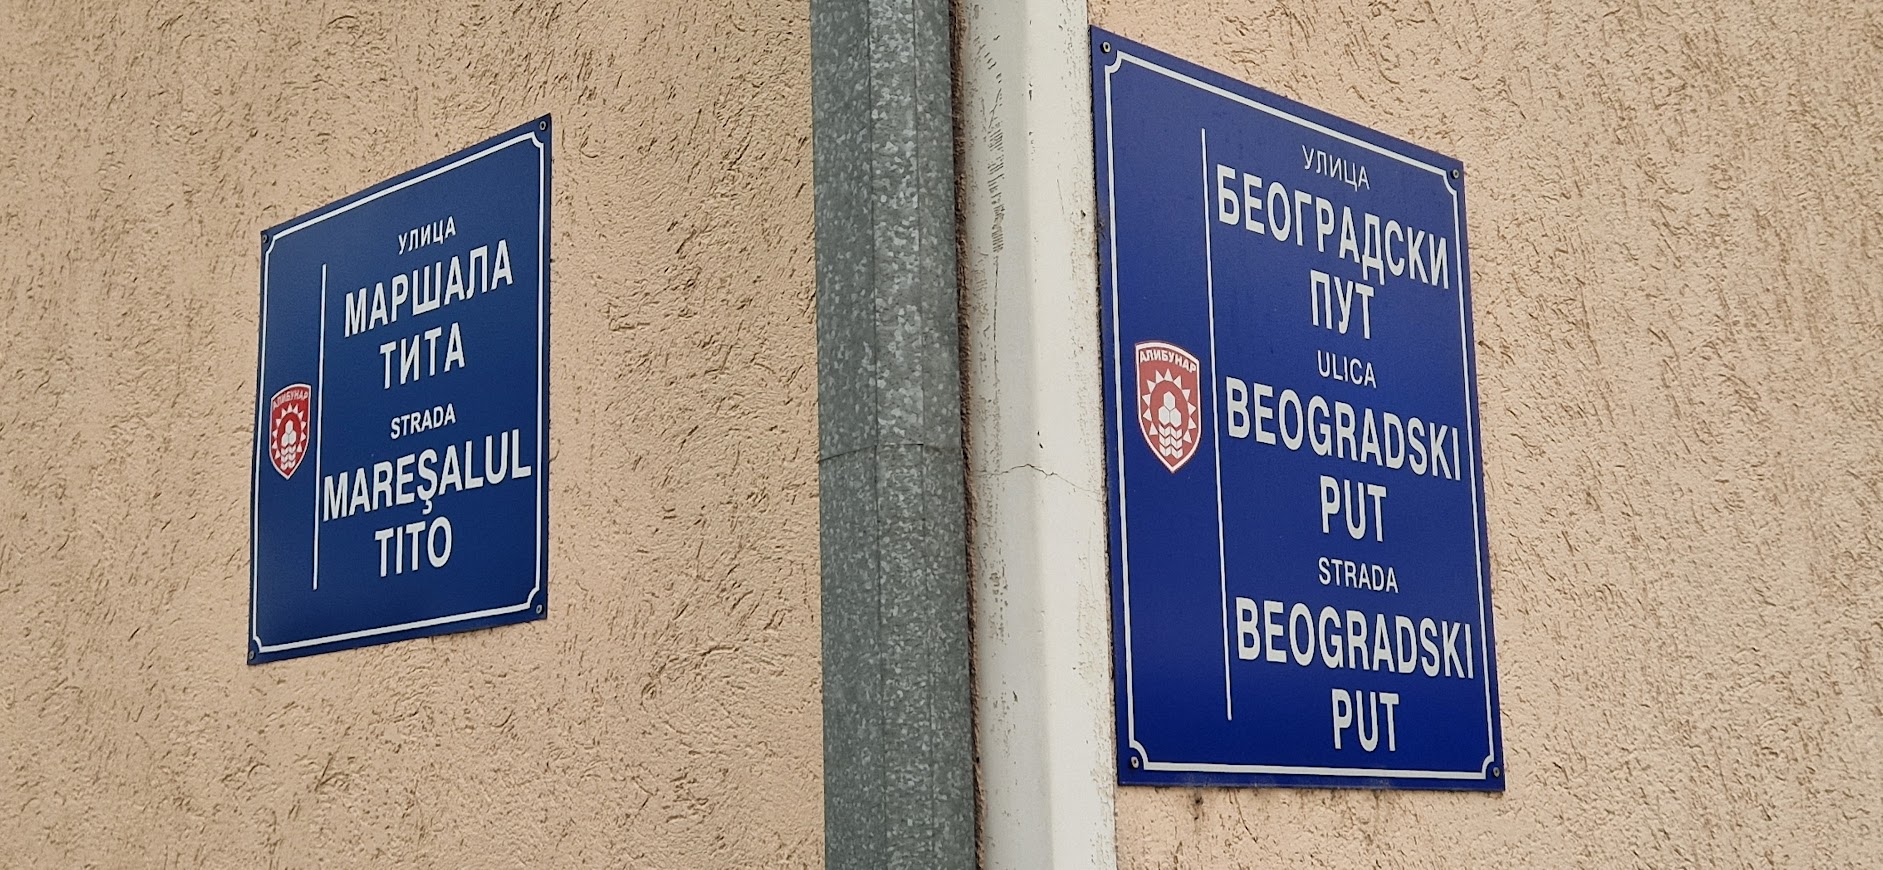 УЛИЦА
МАРШАЛА
ТИТА
STRADA
MAREŞALUL
TITO
АЛИБУНАР
УЛИЦА
БЕОГРАДСКИ
ПУТ
ULICA
BEOGRADSKI
PUT
STRADA
BEOGRADSKI
PUT
АЛИБУНАР